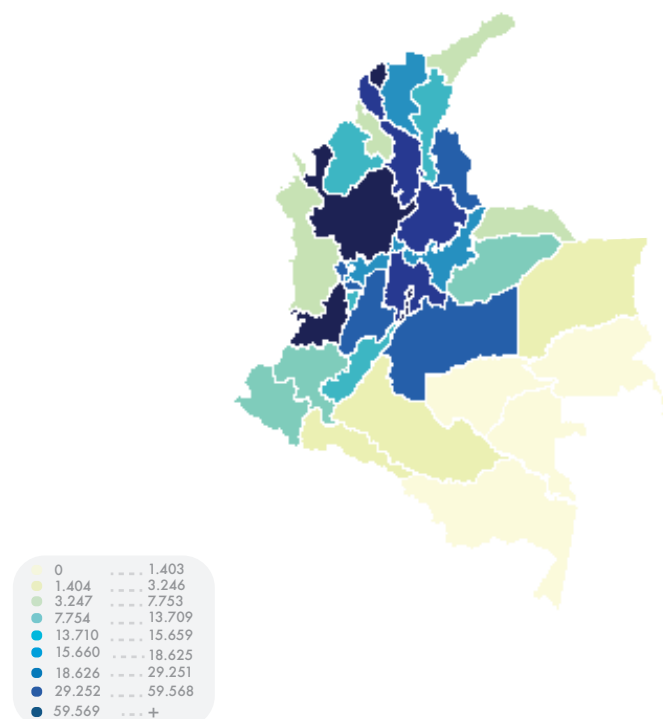 0 ...... 1.403
1.404 ...... 3.246
3.247 ...... 7.753
7.754 ...... 13.709
13.710 ...... 15.659
15.660 ...... 18.625
18.626 ...... 29.251
29.252 ...... 59.568
59.569 ...... +